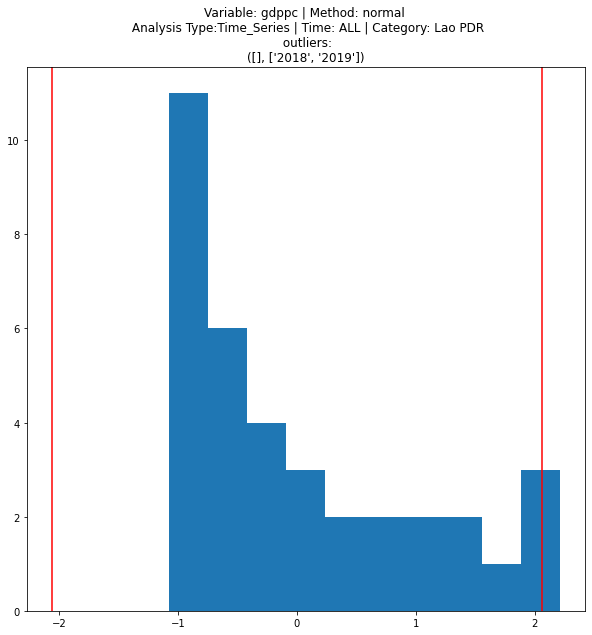 Variable: gdppc | Method: normal
Analysis Type:Time_Series | Time: ALL | Category: Lao PDR
outliers:
([], ['2018', '2019'])
10
8
6
4
2
0
−2
−1
0
1
2